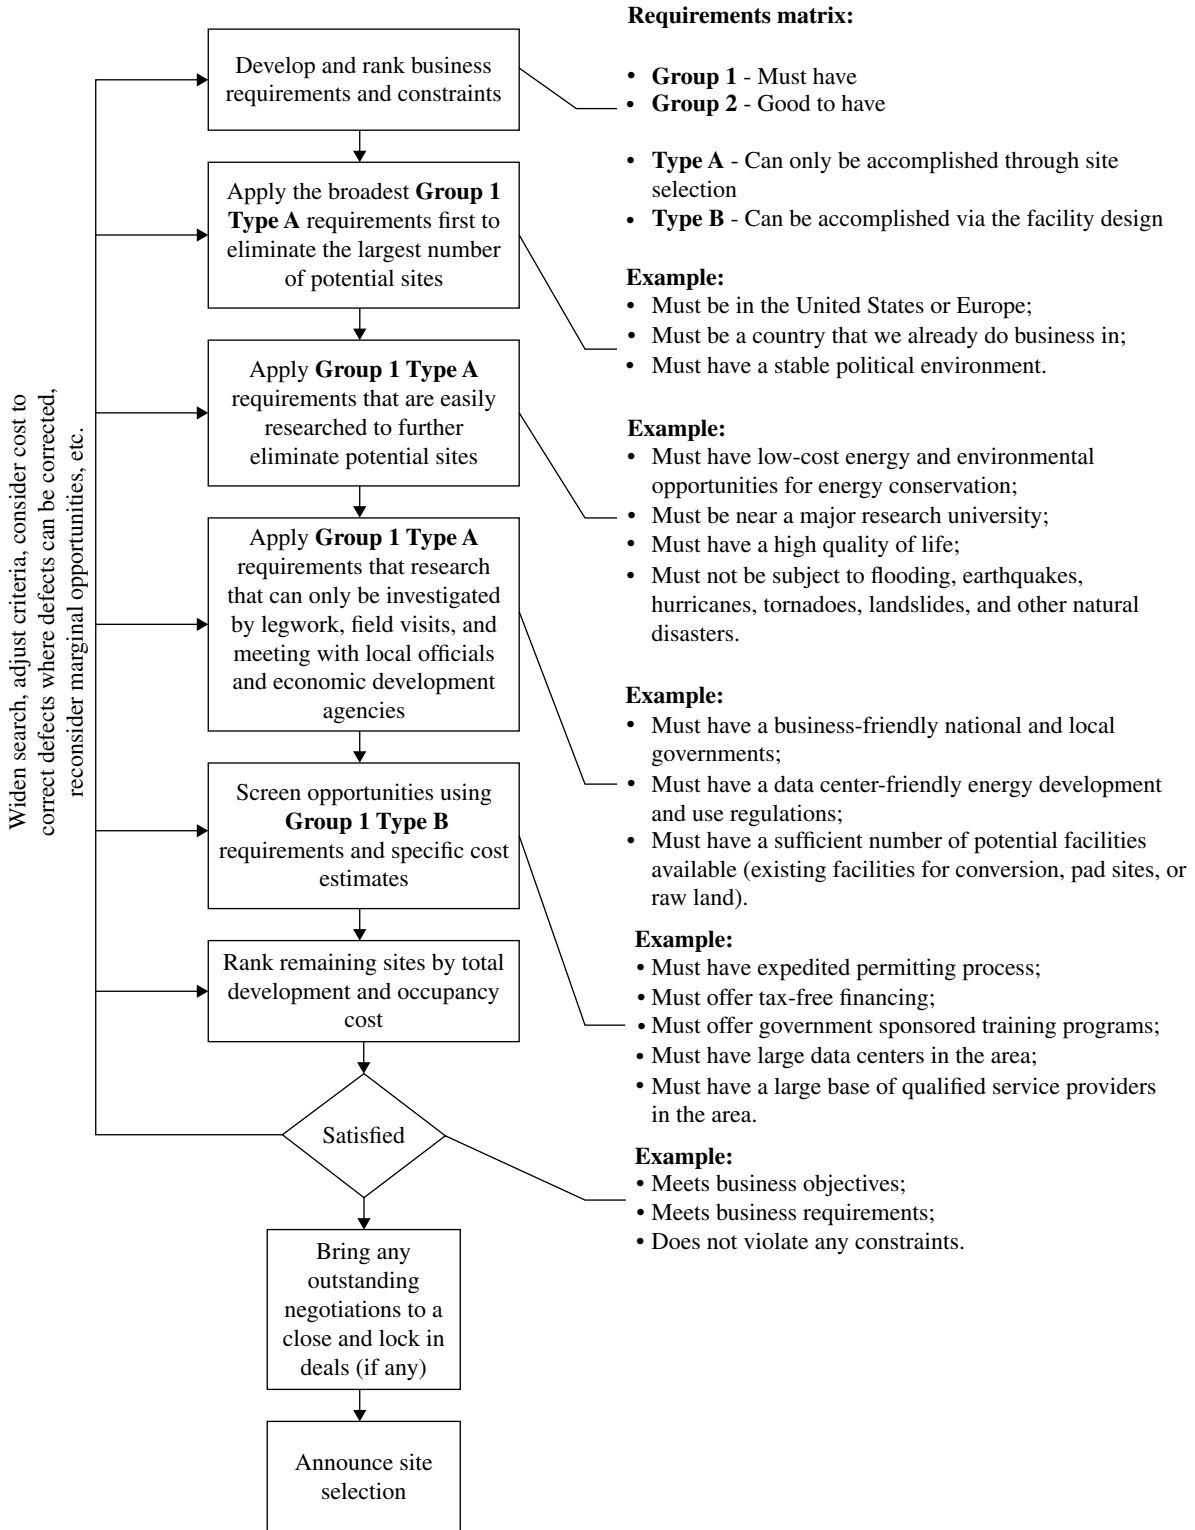 Requirements matrix:
Develop and rank business
requirements and constraints
• Group 1 - Must have
• Group 2 - Good to have
• Type A - Can only be accomplished through site
selection
• Type B - Can be accomplished via the facility design
Apply the broadest Group 1
Type A requirements first to
eliminate the largest number
of potential sites
Example:
• Must be in the United States or Europe;
• Must be a country that we already do business in;
• Must have a stable political environment.
Apply Group 1 Type A
requirements that are easily
researched to further
eliminate potential sites
Example:
• Must have low-cost energy and environmental
opportunities for energy conservation;
• Must be near a major research university;
• Must have a high quality of life;
• Must not be subject to flooding, earthquakes,
hurricanes, tornadoes, landslides, and other natural
disasters.
Apply Group 1 Type A
requirements that research
that can only be investigated
by legwork, field visits, and
meeting with local officials
and economic development
agencies
Example:
• Must have a business-friendly national and local
governments;
• Must have a data center-friendly energy development
and use regulations;
• Must have a sufficient number of potential facilities
available (existing facilities for conversion, pad sites, or
raw land).
Screen opportunities using
Group 1 Type B
requirements and specific cost
estimates
Example:
• Must have expedited permitting process;
• Must offer tax-free financing;
• Must offer government sponsored training programs;
• Must have large data centers in the area;
• Must have a large base of qualified service providers
in the area.
Rank remaining sites by total
development and occupancy
cost
Satisfied
Example:
• Meets business objectives;
• Meets business requirements;
• Does not violate any constraints.
Widen search, adjust criteria, consider cost to
correct defects where defects can be corrected,
reconsider marginal opportunities, etc.
Bring any
outstanding
negotiations to a
close and lock in
deals (if any)
Announce site
selection